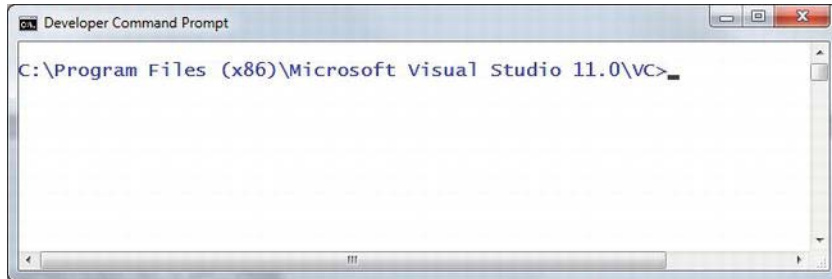 Developer Command Prompt
C:\Program Files (x86)\Microsoft Visual Studio 11.0\VC>